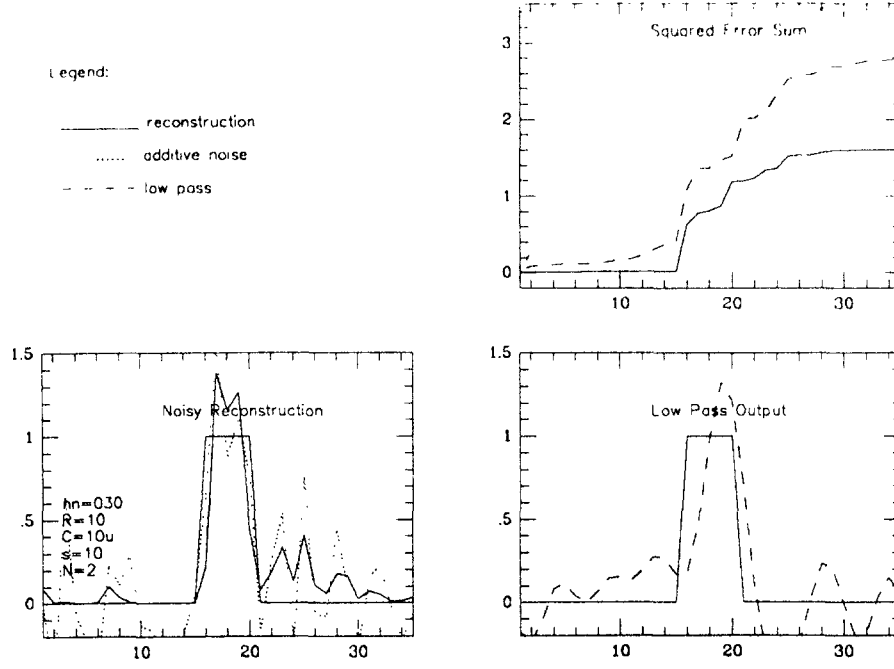 Legend:
reconstruction
additive noise
low pass
Squared Error Sum
3
2
1
0
10
20
30
1.5
1
.5
0
Noisy Reconstruction
hn=030
R=10
C=10u
s=10
N=2
10
20
30
1.5
1
.5
0
Low Pass Output
10
20
30